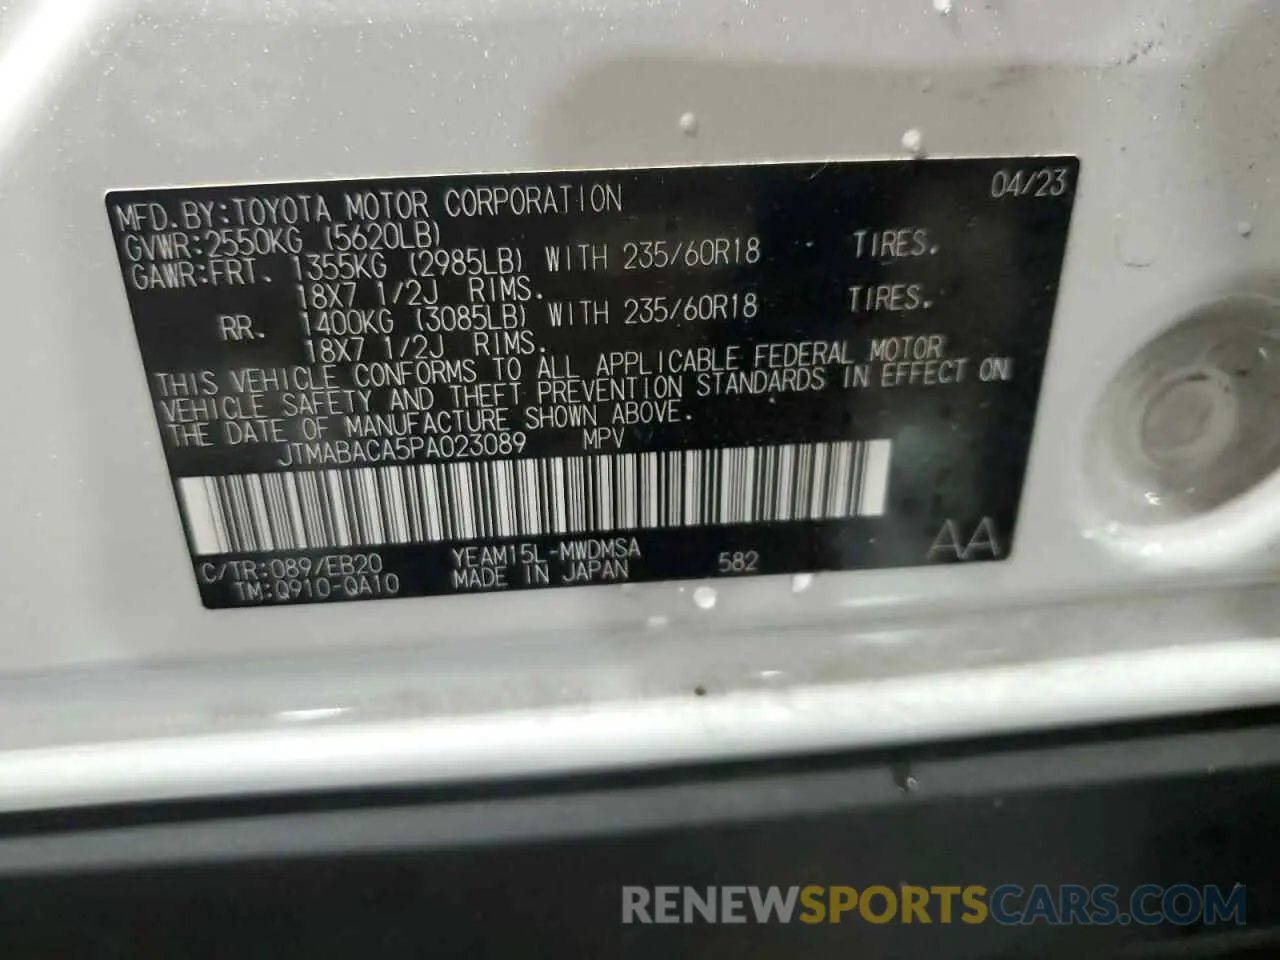 MFD.BY:TOYOTA MOTOR CORPORATION 04/23
GVWR:2550KG (5620LB)
GAWR:FRT. 1355KG (2985LB) WITH 235/60R18 TIRES.
18X7 1/2J RIMS.
RR. 1400KG (3085LB) WITH 235/60R18 TIRES.
18X7 1/2J RIMS.
THIS VEHICLE CONFORMS TO ALL APPLICABLE FEDERAL MOTOR
VEHICLE SAFETY AND THEFT PREVENTION STANDARDS IN EFFECT ON
THE DATE OF MANUFACTURE SHOWN ABOVE.
JTMABACA5PA023089 MPV
C/TR:089/EB20 YEAM15L-MWDMSA 582 AA
TM:Q910-QA10 MADE IN JAPAN
RENEWSPORTSCARS.COM